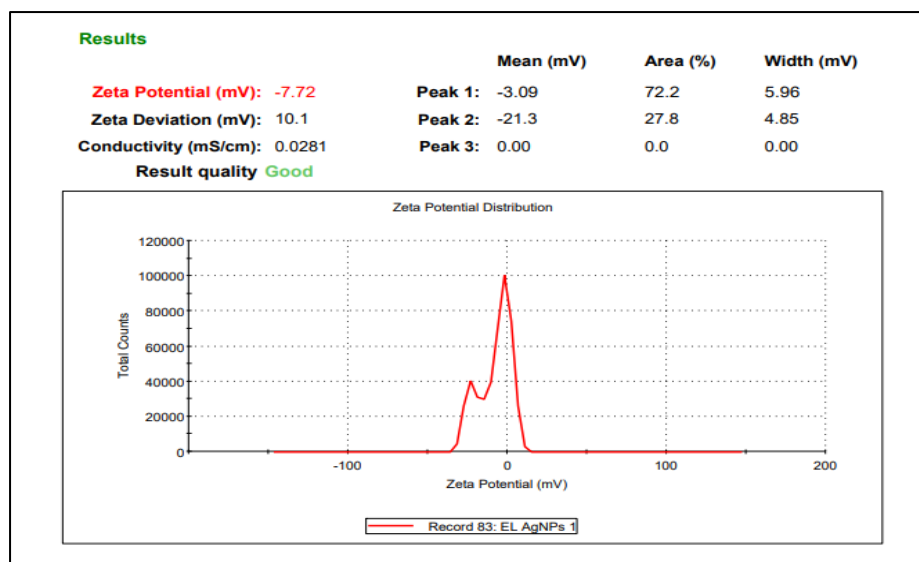 Results
Mean (mV) Area (%) Width (mV)
Zeta Potential (mV): -7.72 Peak 1: -3.09 72.2 5.96
Zeta Deviation (mV): 10.1 Peak 2: -21.3 27.8 4.85
Conductivity (mS/cm): 0.0281 Peak 3: 0.00 0.0 0.00
Result quality Good
Zeta Potential Distribution
120000
100000
80000
60000
40000
20000
0
Total Counts
-100 0 100 200
Zeta Potential (mV)
Record 83: EL AgNPs 1